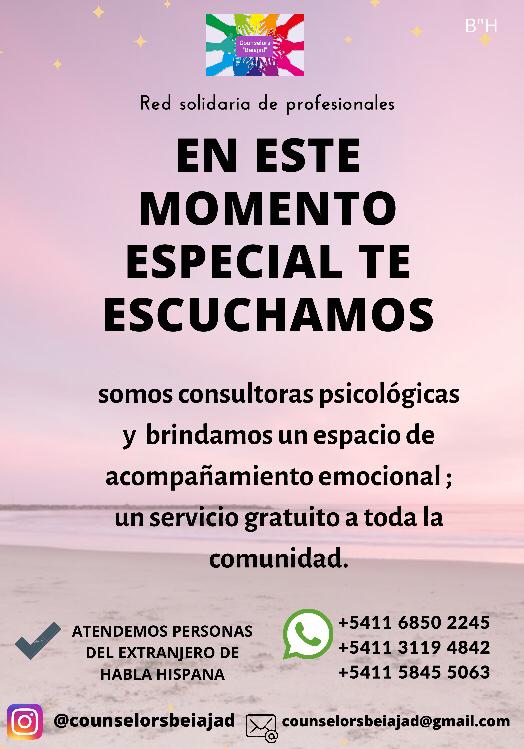 B"H
Counselors
"Beiajad"
Red solidaria de profesionales
EN ESTE
MOMENTO
ESPECIAL TE
ESCUCHAMOS
somos consultoras psicológicas
y brindamos un espacio de
acompañamiento emocional ;
un servicio gratuito a toda la
comunidad.
ATENDEMOS PERSONAS
DEL EXTRANJERO DE
HABLA HISPANA
+5411 6850 2245
+5411 3119 4842
+5411 5845 5063
@counselorsbeiajad
counselorsbeiajad@gmail.com